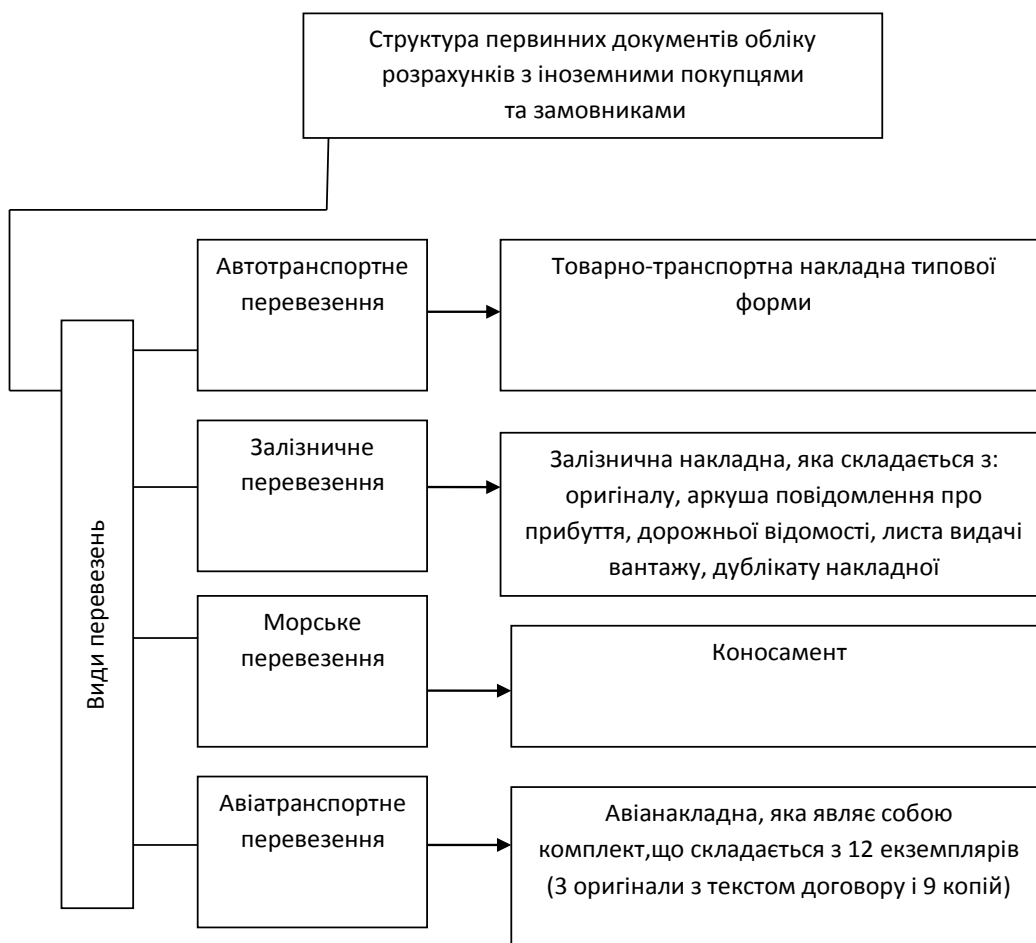 Структура первинних документів обліку
розрахунків з іноземними покупцями
та замовниками
Види перевезень
Автотранспортне
перевезення
Товарно-транспортна накладна типової
форми
Залізничне
перевезення
Залізнична накладна, яка складається з:
оригіналу, аркуша повідомлення про
прибуття, дорожньої відомості, листа видачі
вантажу, дублікату накладної
Морське
перевезення
Коносамент
Авіатранспортне
перевезення
Авіанакладна, яка являє собою
комплект,що складається з 12 екземплярів
(3 оригінали з текстом договору і 9 копій)